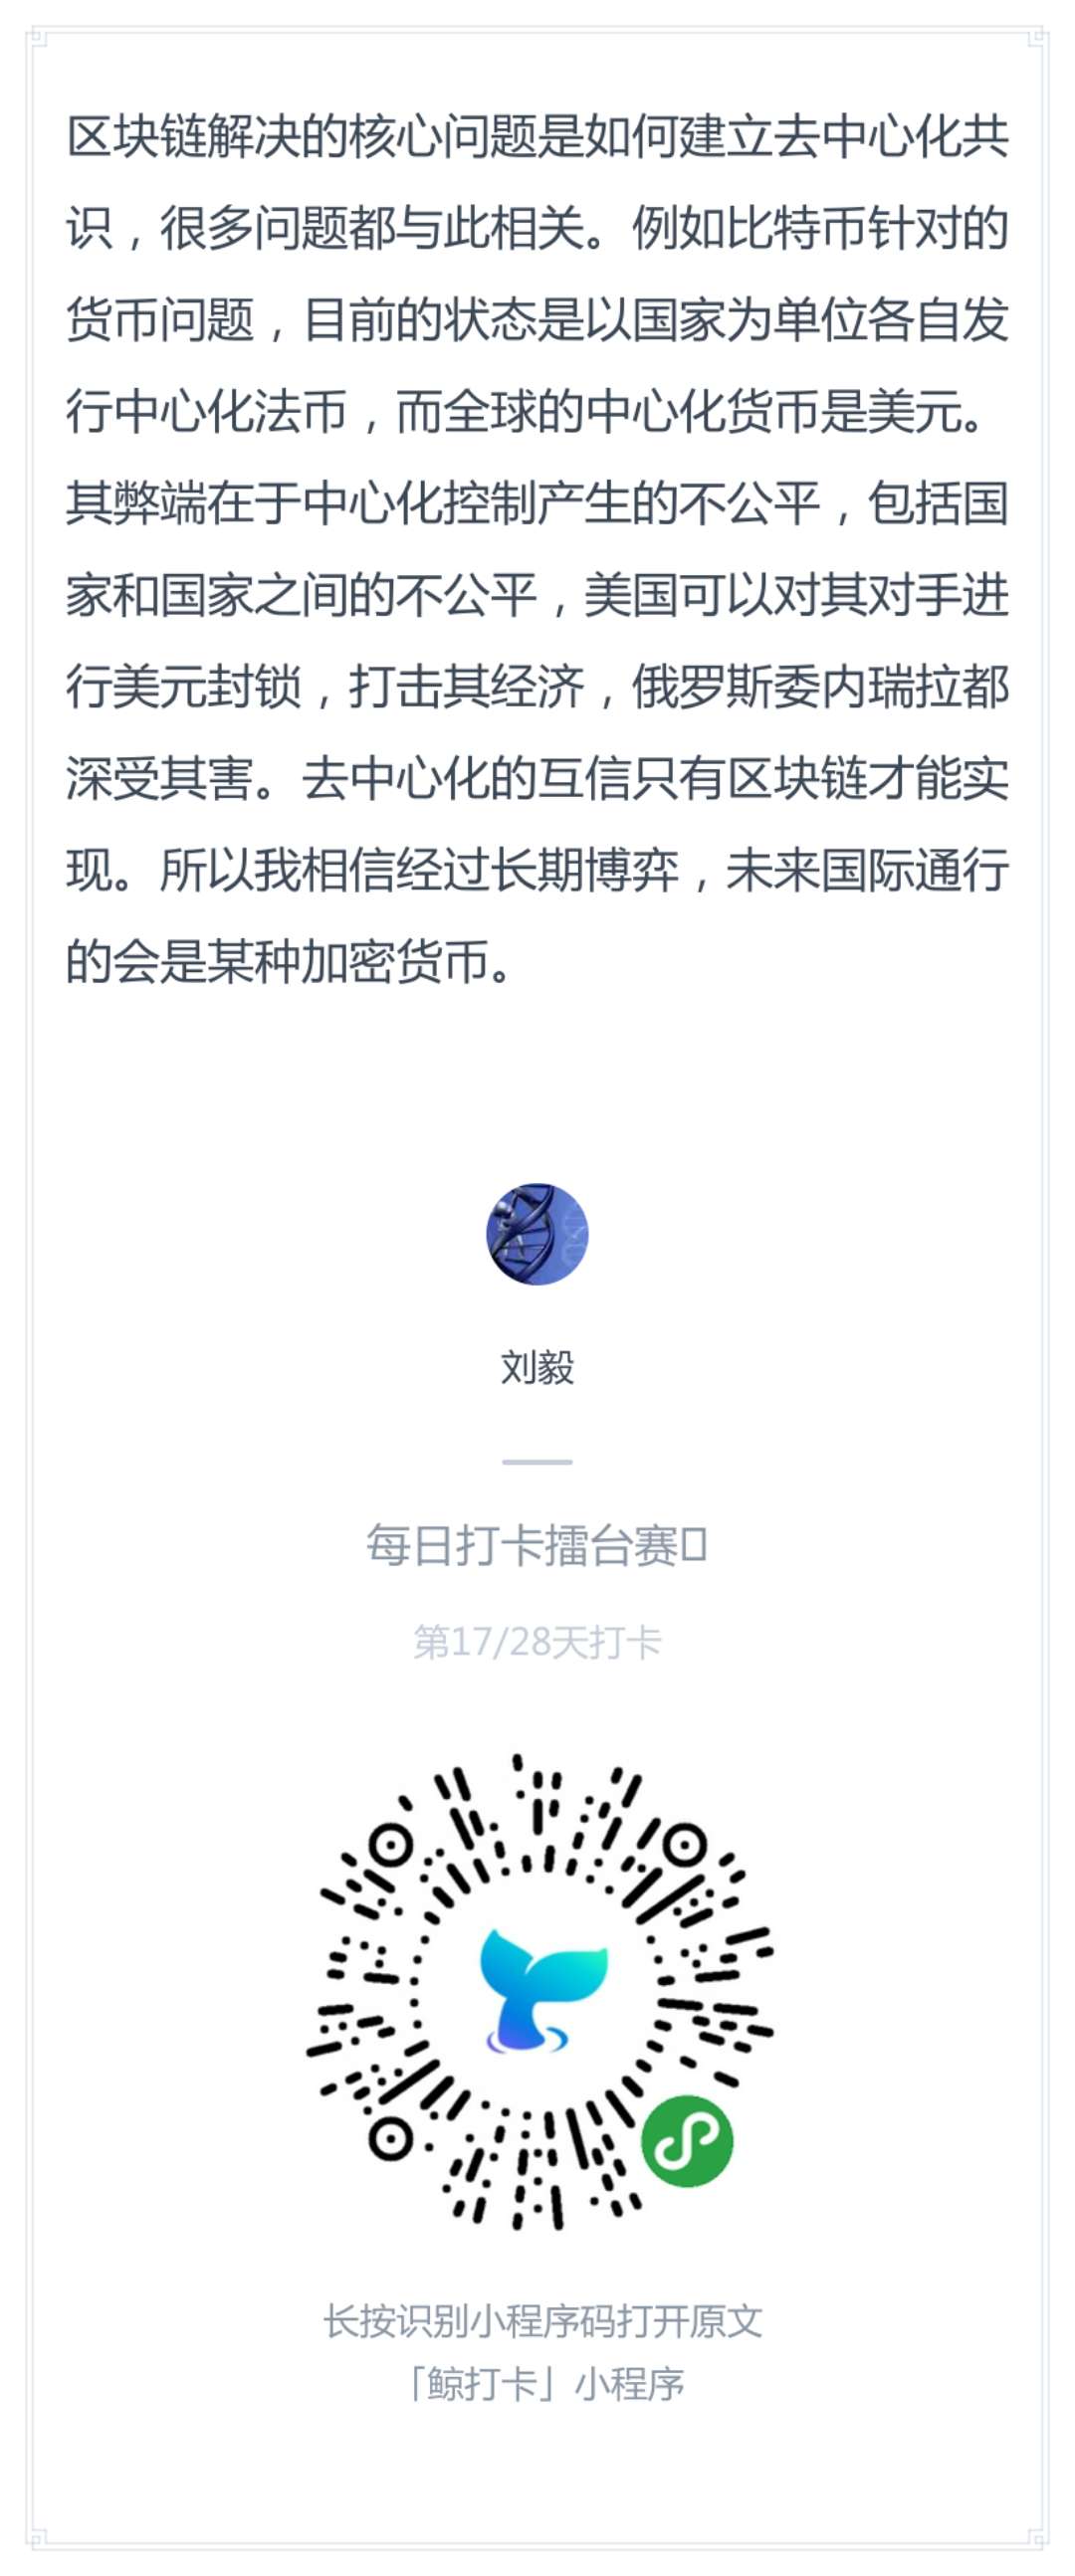 区块链解决的核心问题是如何建立去中心化共
识，很多问题都与此相关。例如比特币针对的
货币问题，目前的状态是以国家为单位各自发
行中心化法币，而全球的中心化货币是美元。
其弊端在于中心化控制产生的不公平，包括国
家和国家之间的不公平，美国可以对其对手进
行美元封锁，打击其经济，俄罗斯委内瑞拉都
深受其害。去中心化的互信只有区块链才能实
现。所以我相信经过长期博弈，未来国际通行
的会是某种加密货币。
刘毅
每日打卡擂台赛
第17/28天打卡
长按识别小程序码打开原文
「鲸打卡」小程序